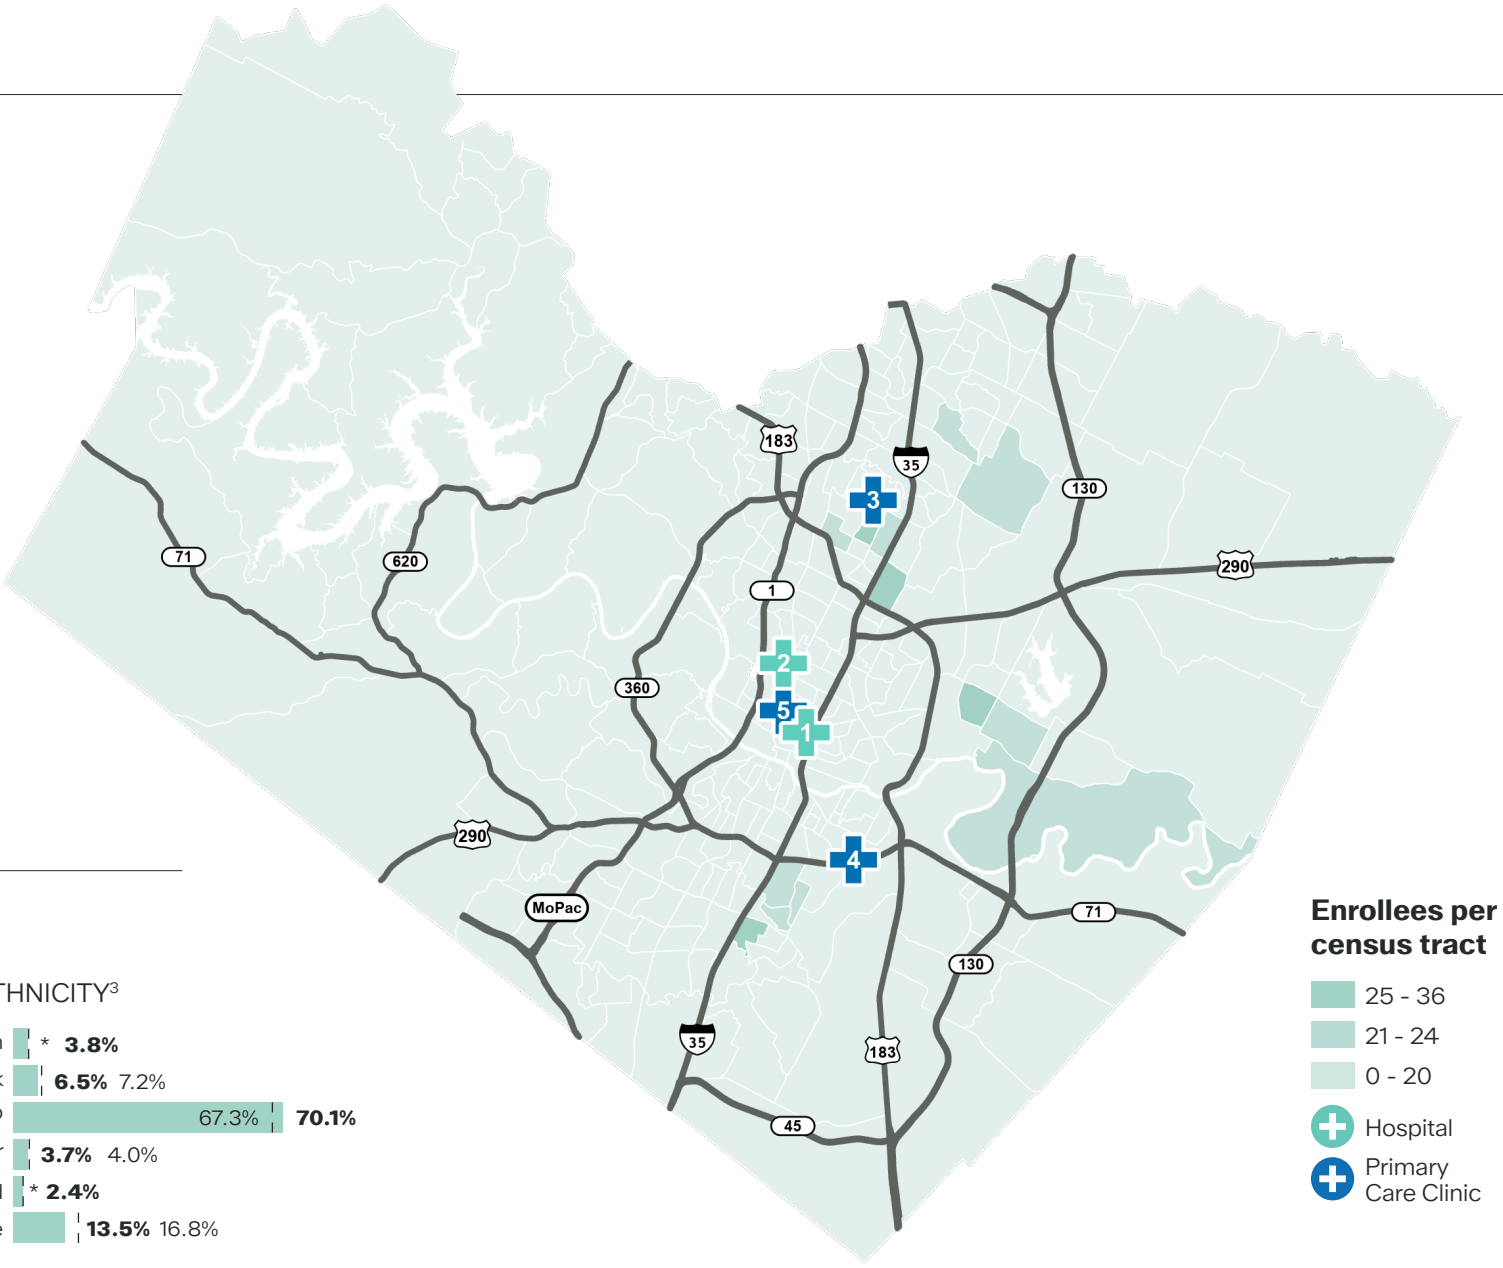 183
35
3
130
71
620
290
1
2
360
5
1
290
4
MoPac
71
130
35
183
45
Enrollees per
census tract
25 - 36
21 - 24
0 - 20
Hospital
Primary
Care Clinic
THNICITY³
* 3.8%
6.5% 7.2%
67.3% 70.1%
3.7% 4.0%
* 2.4%
13.5% 16.8%